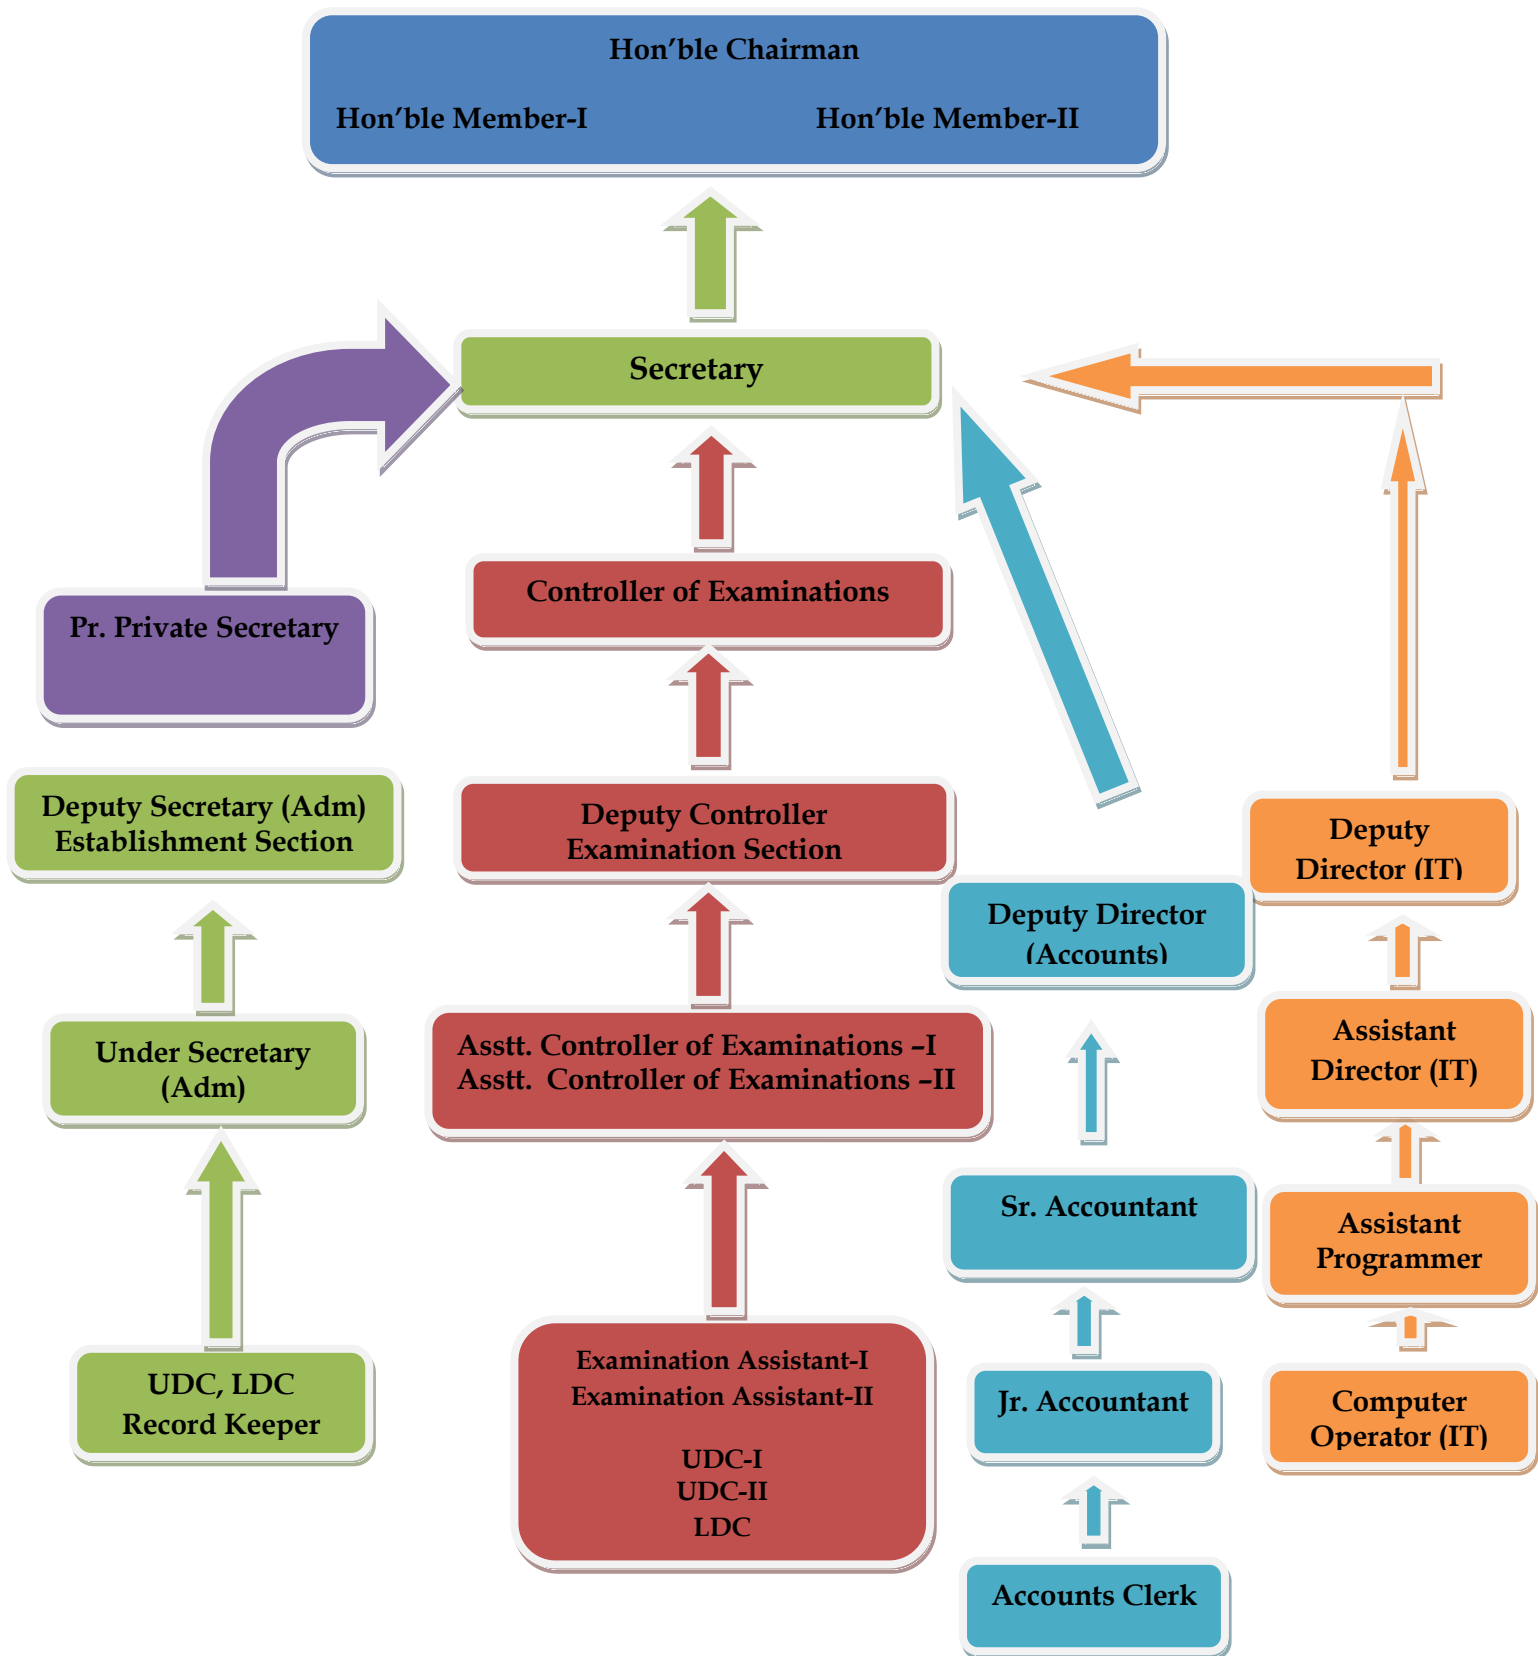 Hon’ble Chairman
Hon’ble Member-I Hon’ble Member-II
Secretary
Pr. Private Secretary
Deputy Secretary (Adm)
Establishment Section
Under Secretary
(Adm)
UDC, LDC
Record Keeper
Controller of Examinations
Deputy Controller
Examination Section
Asstt. Controller of Examinations –I
Asstt. Controller of Examinations –II
Examination Assistant-I
Examination Assistant-II
UDC-I
UDC-II
LDC
Deputy Director
(Accounts)
Sr. Accountant
Jr. Accountant
Accounts Clerk
Deputy
Director (IT)
Assistant
Director (IT)
Assistant
Programmer
Computer
Operator (IT)